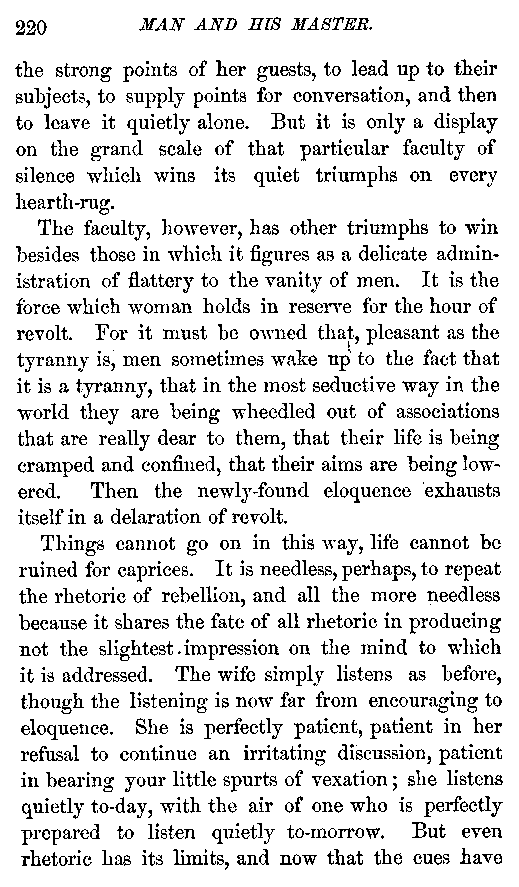 220 MAN AND HIS MASTER.
the strong points of her guests, to lead up to their
subjects, to supply points for conversation, and then
to leave it quietly alone. But it is only a display
on the grand scale of that particular faculty of
silence which wins its quiet triumphs on every
hearth-rug.
The faculty, however, has other triumphs to win
besides those in which it figures as a delicate admin-
istration of flattery to the vanity of men. It is the
force which woman holds in reserve for the hour of
revolt. For it must be owned that, pleasant as the
tyranny is, men sometimes wake up to the fact that
it is a tyranny, that in the most seductive way in the
world they are being wheedled out of associations
that are really dear to them, that their life is being
cramped and confined, that their aims are being low-
ered. Then the newly-found eloquence exhausts
itself in a delaration of revolt.
Things cannot go on in this way, life cannot be
ruined for caprices. It is needless, perhaps, to repeat
the rhetoric of rebellion, and all the more needless
because it shares the fate of all rhetoric in producing
not the slightest impression on the mind to which
it is addressed. The wife simply listens as before,
though the listening is now far from encouraging to
eloquence. She is perfectly patient, patient in her
refusal to continue an irritating discussion, patient
in bearing your little spurts of vexation; she listens
quietly to-day, with the air of one who is perfectly
prepared to listen quietly to-morrow. But even
rhetoric has its limits, and now that the cues have